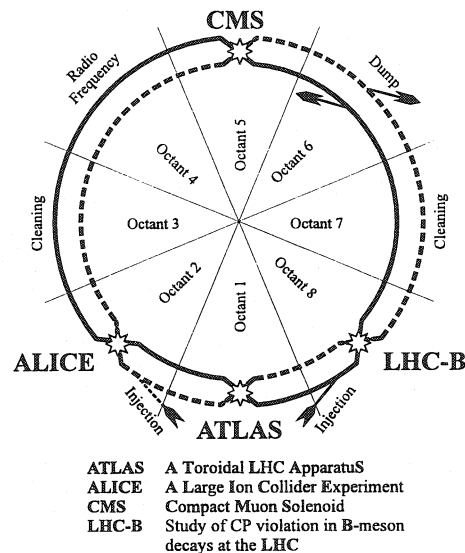 CMS
Radio
Frequency
Dump
Octant 5
Octant 4
Octant 6
Cleaning
Octant 3
Octant 7
Cleaning
Octant 2
Octant 1
Octant 8
ALICE
LHC-B
Injection
Injection
ATLAS
ATLAS A Toroidal LHC ApparatuS
ALICE A Large Ion Collider Experiment
CMS Compact Muon Solenoid
LHC-B Study of CP violation in B-meson
decays at the LHC